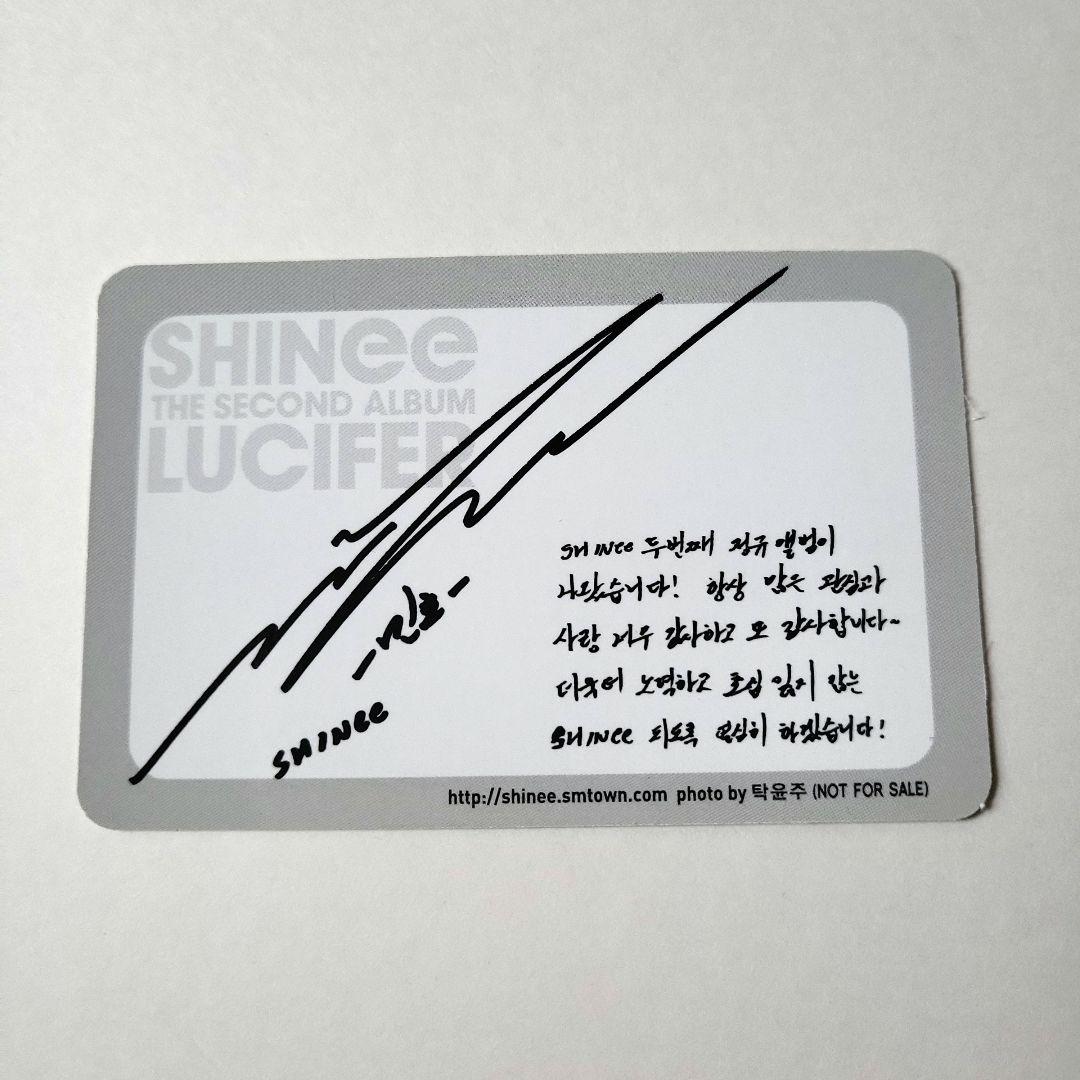 SHINee
THE SECOND ALBUM
LUCIFER
-민호-
SHINee
SHINee 두번째 정규 앨범이
나왔습니다! 항상 많은 관심과
사랑 너무 감사하고 또 감사합니다~
더욱더 노력하고 초심 잃지 않는
SHINee 되도록 열심히 하겠습니다!
http://shinee.smtown.com photo by 탁윤주 (NOT FOR SALE)